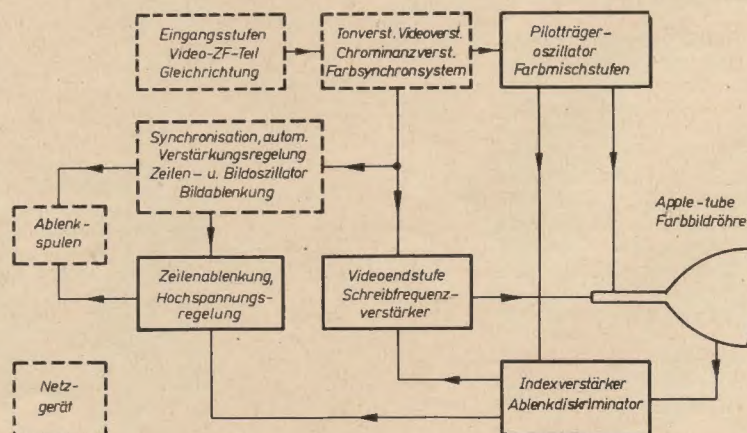 Eingangsstufen
Video-ZF-Teil
Gleichrichtung
Tonverst. Videoverst.
Chrominanzverst.
Farbsynchronsystem
Pilotträger-
oszillator
Farbmischstufen
Synchronisation, autom.
Verstärkungsregelung
Zeilen- u. Bildoszillator
Bildablenkung
Apple-tube
Farbbildröhre
Ablenk-
spulen
Zeilenablenkung,
Hochspannungs-
regelung
Videoendstufe
Schreibfrequenz-
verstärker
Netz-
gerät
Indexverstärker
Ablenkdiskriminator